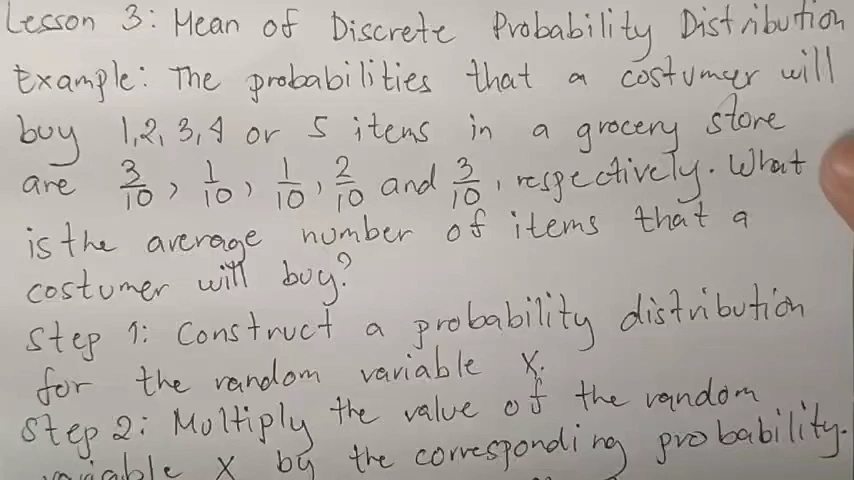 Lesson 3: Mean of Discrete Probability Distribution
Example: The probabilities that a costumer will
buy 1,2, 3, 4 or 5 items in a grocery store
are 3/10, 1/10, 1/10, 2/10 and 3/10, respectively. What
is the average number of items that a
costumer will buy?
Step 1: Construct a probability distribution
for the random variable X.
Step 2: Multiply the value of the random
variable X by the corresponding probability.